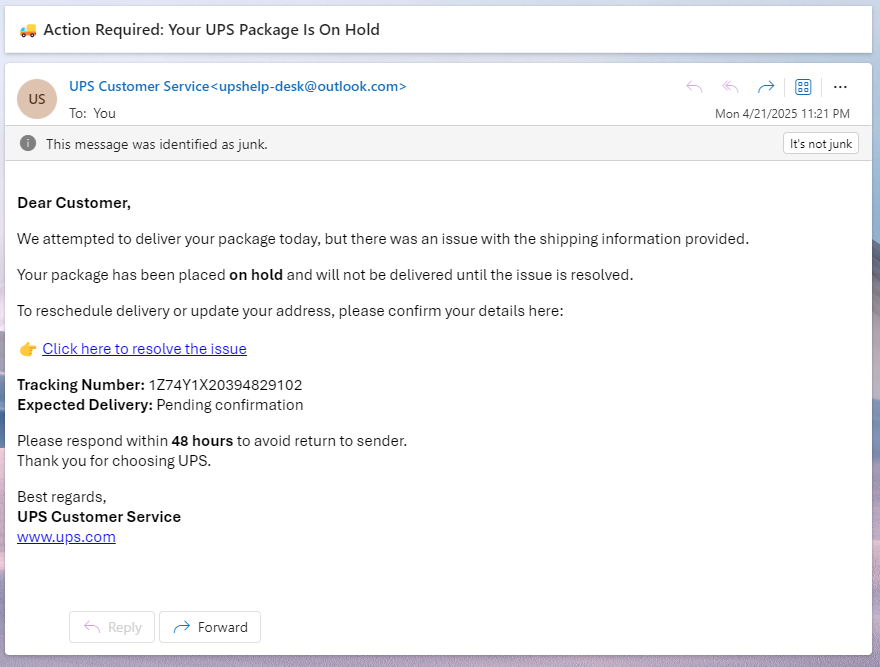 🚚 Action Required: Your UPS Package Is On Hold
US
UPS Customer Service<upshelp-desk@outlook.com>
To: You
Mon 4/21/2025 11:21 PM
This message was identified as junk.
It's not junk
Dear Customer,
We attempted to deliver your package today, but there was an issue with the shipping information provided.
Your package has been placed on hold and will not be delivered until the issue is resolved.
To reschedule delivery or update your address, please confirm your details here:
👉 Click here to resolve the issue
Tracking Number: 1Z74Y1X20394829102
Expected Delivery: Pending confirmation
Please respond within 48 hours to avoid return to sender.
Thank you for choosing UPS.
Best regards,
UPS Customer Service
www.ups.com
Reply
Forward